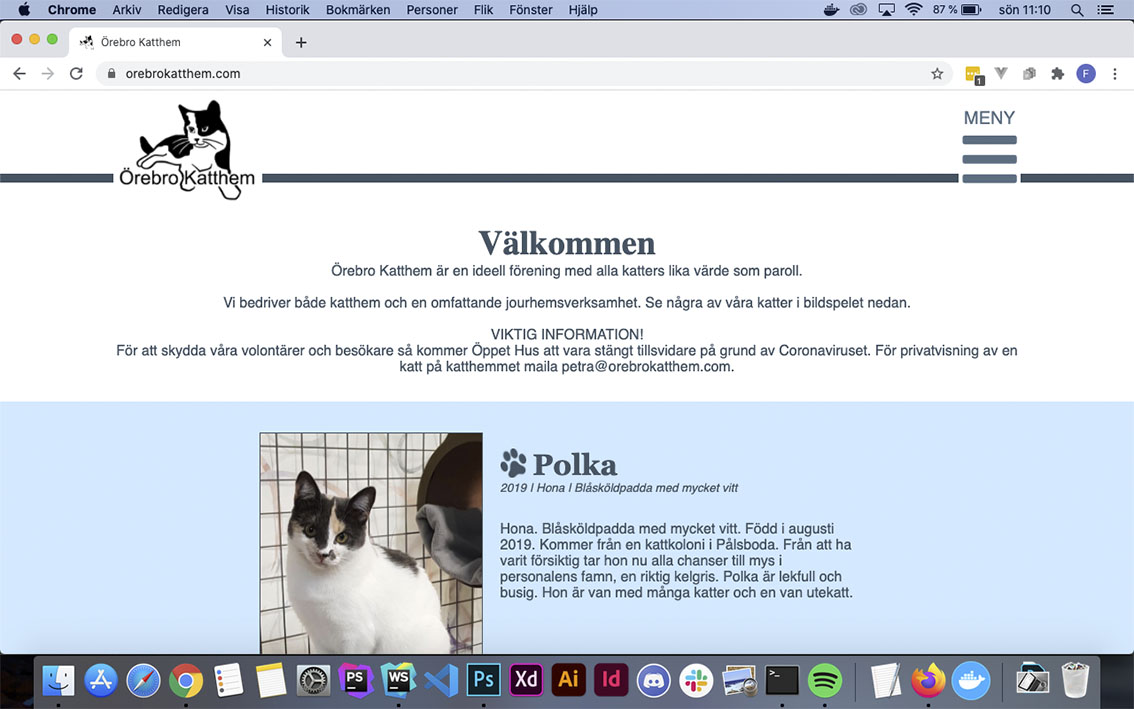 Chrome Arkiv Redigera Visa Historik Bokmärken Personer Flik Fönster Hjälp 87 % sön 11:10
Örebro Katthem
orebrokatthem.com
1
F
MENY
Örebro Katthem
Välkommen
Örebro Katthem är en ideell förening med alla katters lika värde som paroll.
Vi bedriver både katthem och en omfattande jourhemsverksamhet. Se några av våra katter i bildspelet nedan.
VIKTIG INFORMATION!
För att skydda våra volontärer och besökare så kommer Öppet Hus att vara stängt tillsvidare på grund av Coronaviruset. För privatvisning av en
katt på katthemmet maila petra@orebrokatthem.com.
Polka
2019 I Hona I Blåsköldpadda med mycket vitt
Hona. Blåsköldpadda med mycket vitt. Född i augusti
2019. Kommer från en kattkoloni i Pålsboda. Från att ha
varit försiktig tar hon nu alla chanser till mys i
personalens famn, en riktig kelgris. Polka är lekfull och
busig. Hon är van med många katter och en van utekatt.
PS WS Ps Xd Ai Id >_